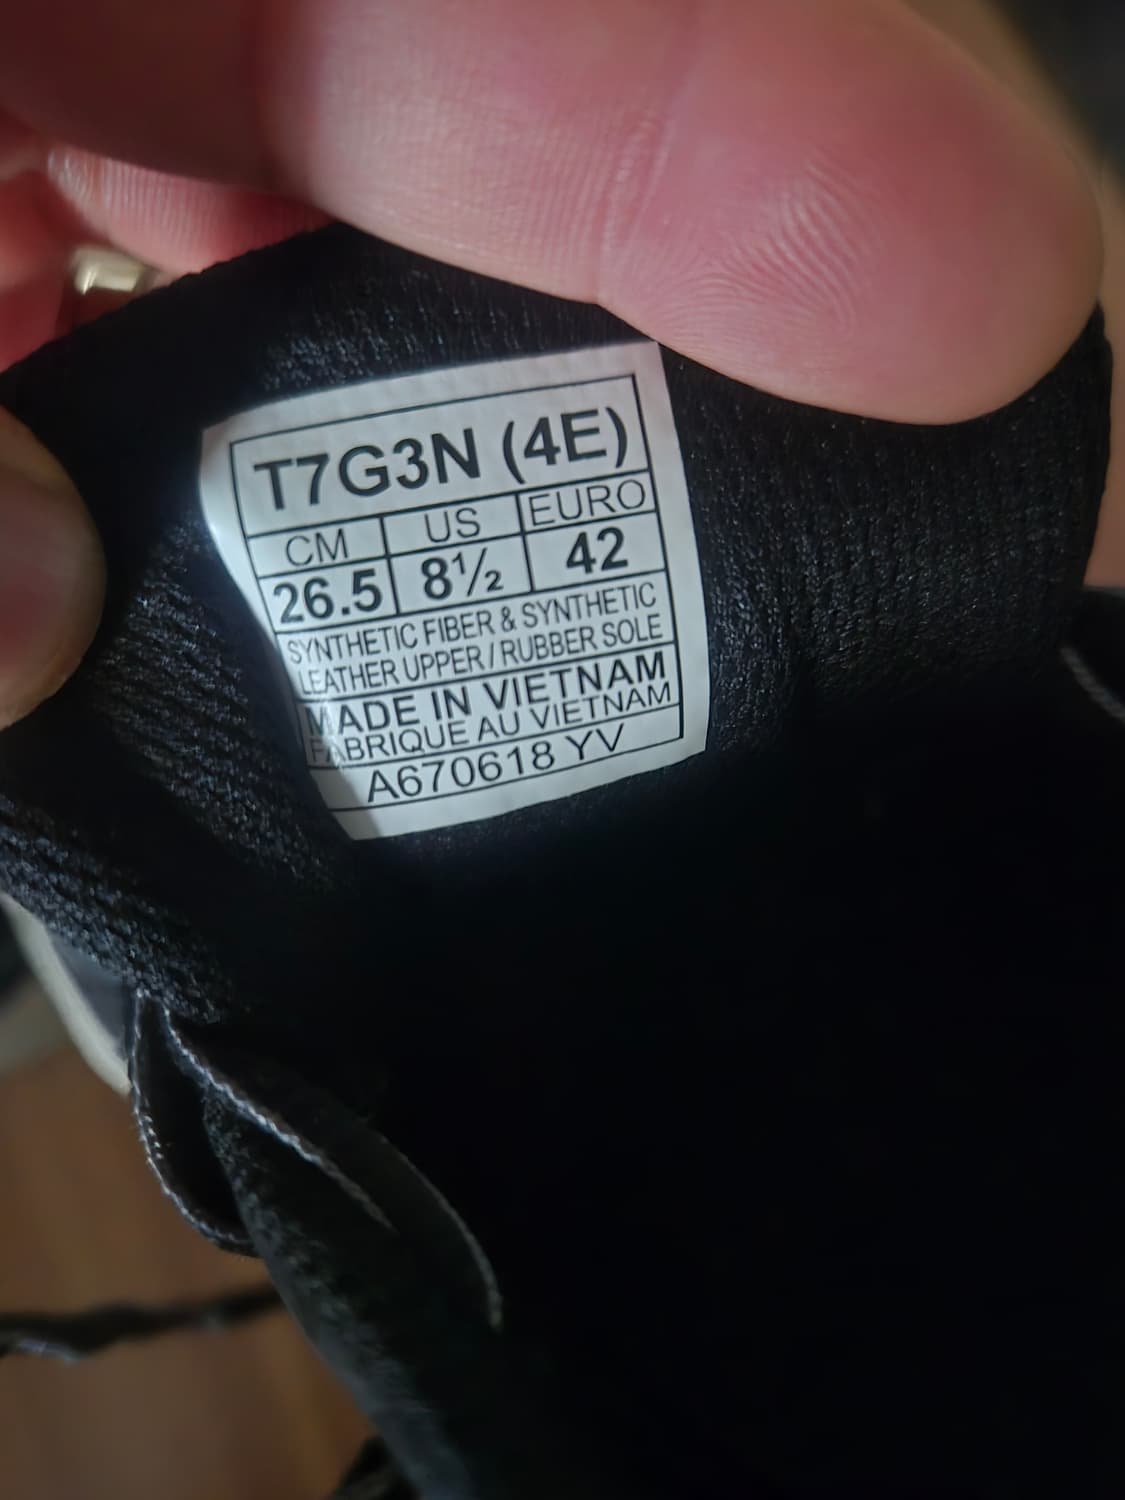 T7G3N (4E)
CM US EURO
26.5 8½ 42
SYNTHETIC FIBER & SYNTHETIC
LEATHER UPPER / RUBBER SOLE
MADE IN VIETNAM
FABRIQUE AU VIETNAM
A670618 YV